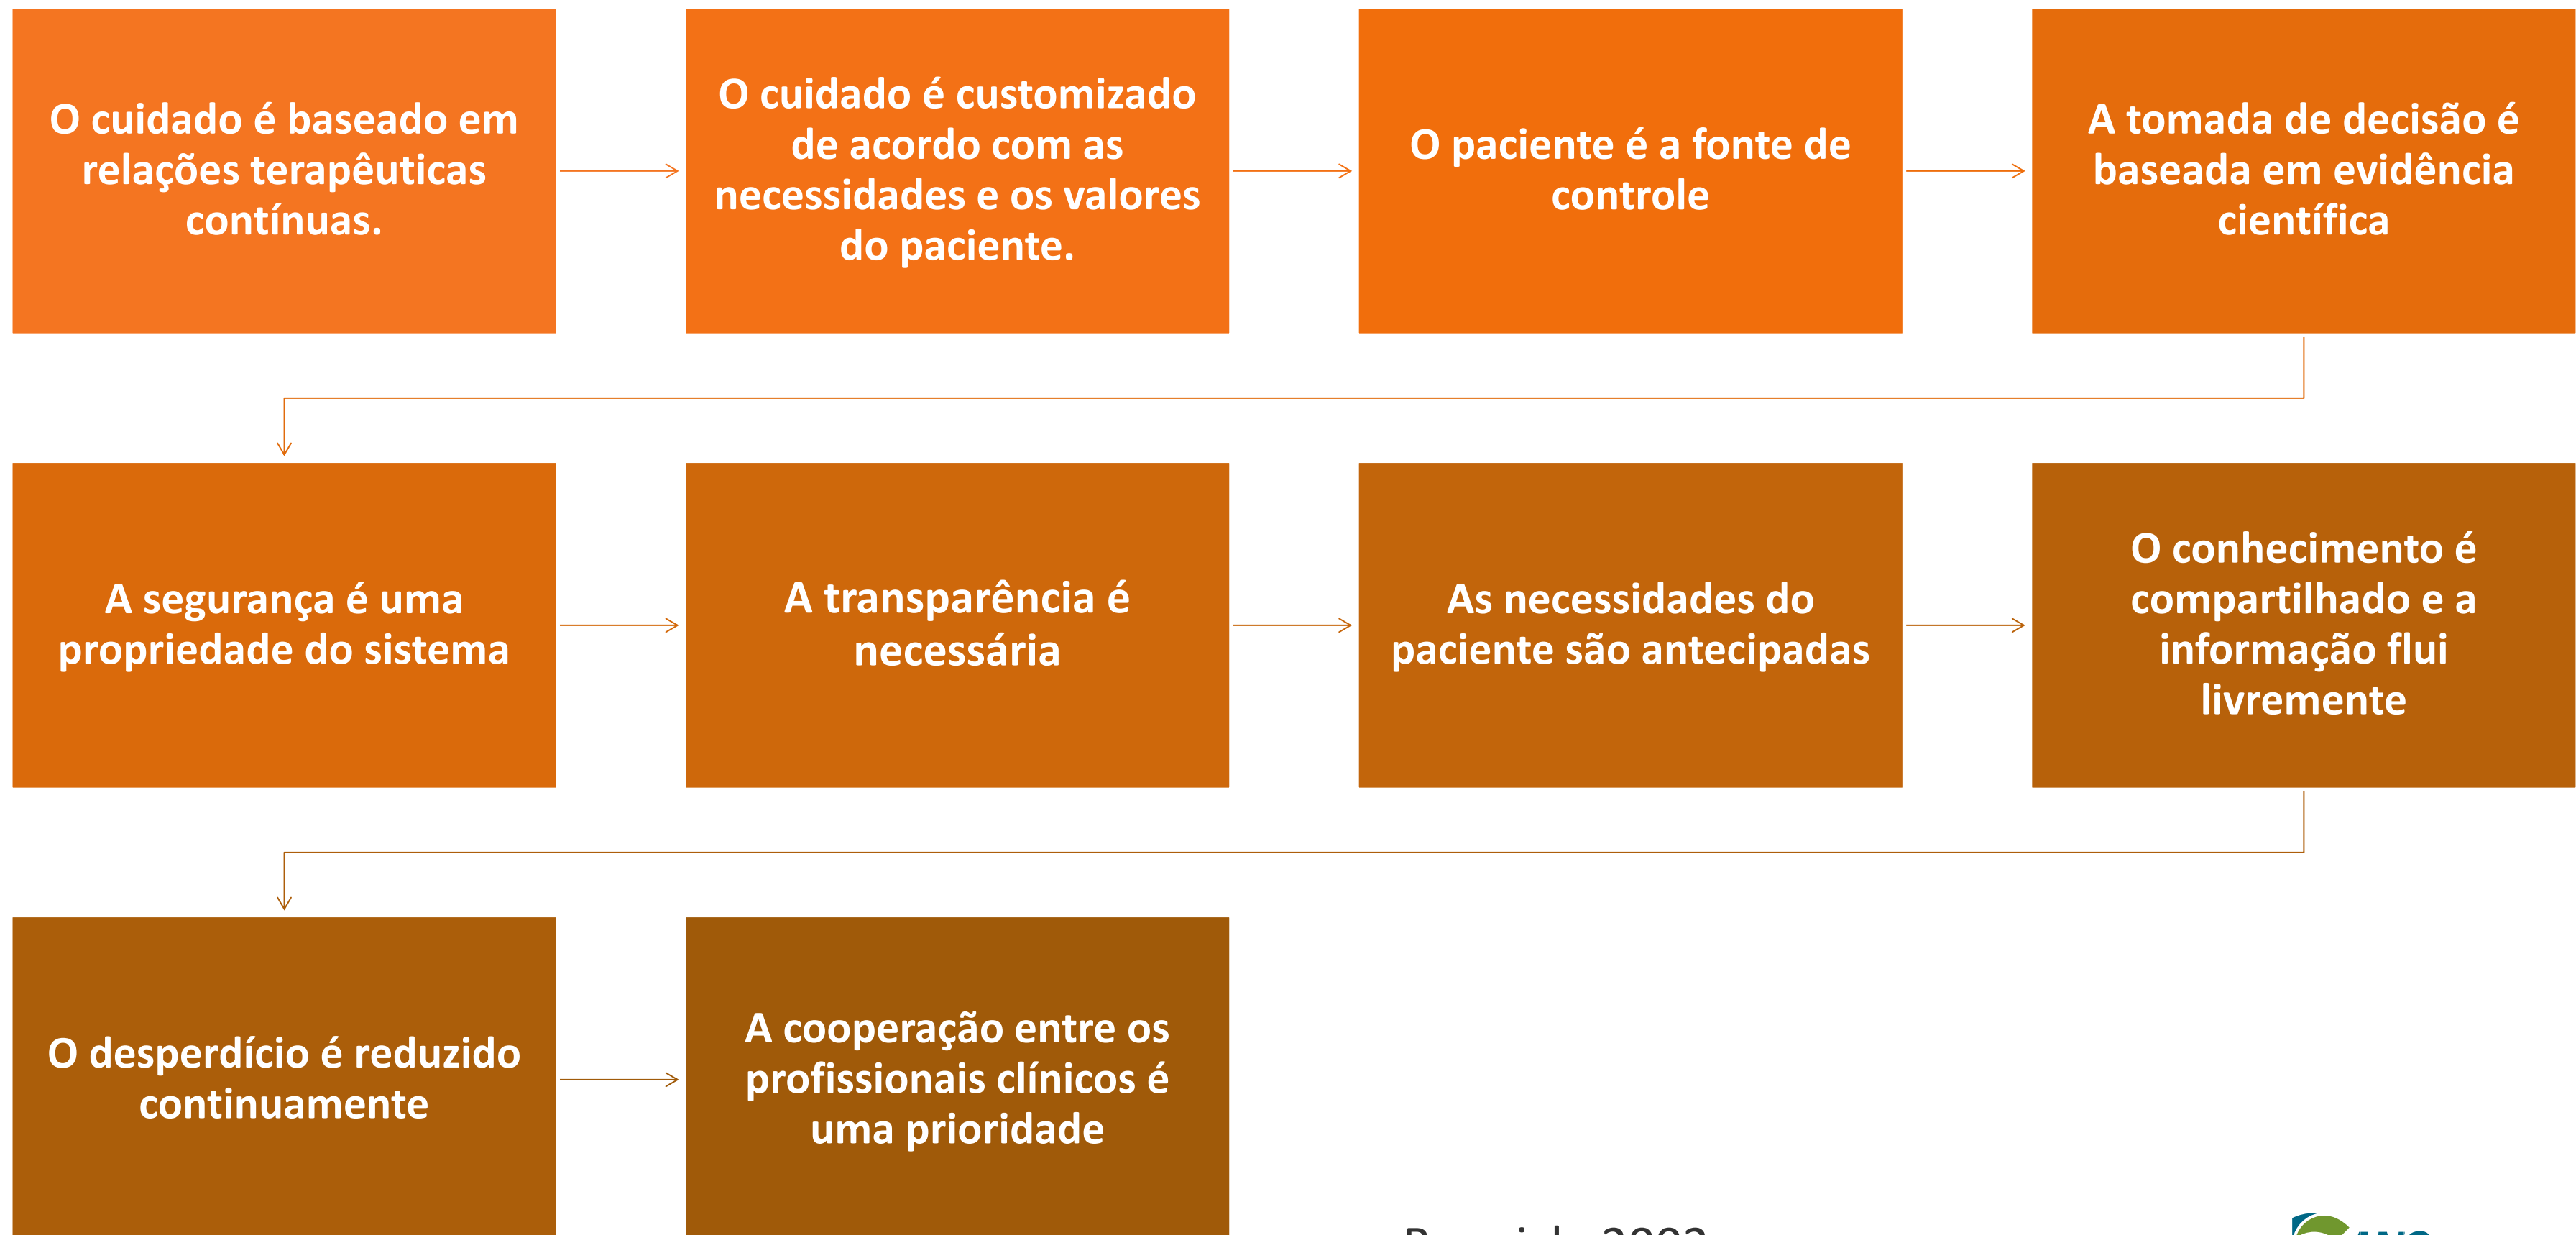 O cuidado é baseado em
relações terapêuticas
contínuas.
O cuidado é customizado
de acordo com as
necessidades e os valores
do paciente.
O paciente é a fonte de
controle
A tomada de decisão é
baseada em evidência
científica
A segurança é uma
propriedade do sistema
A transparência é
necessária
As necessidades do
paciente são antecipadas
O conhecimento é
compartilhado e a
informação flui
livremente
O desperdício é reduzido
continuamente
A cooperação entre os
profissionais clínicos é
uma prioridade